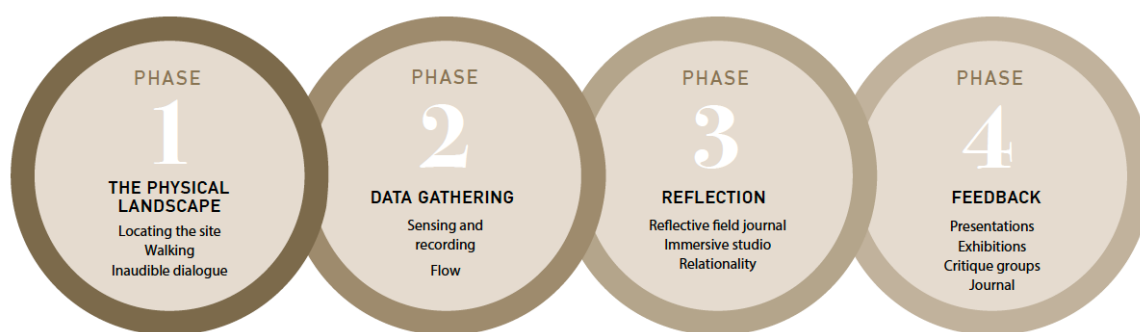 PHASE
1
THE PHYSICAL
LANDSCAPE
Locating the site
Walking
Inaudible dialogue
PHASE
2
DATA GATHERING
Sensing and
recording
Flow
PHASE
3
REFLECTION
Reflective field journal
Immersive studio
Relationality
PHASE
4
FEEDBACK
Presentations
Exhibitions
Critique groups
Journal